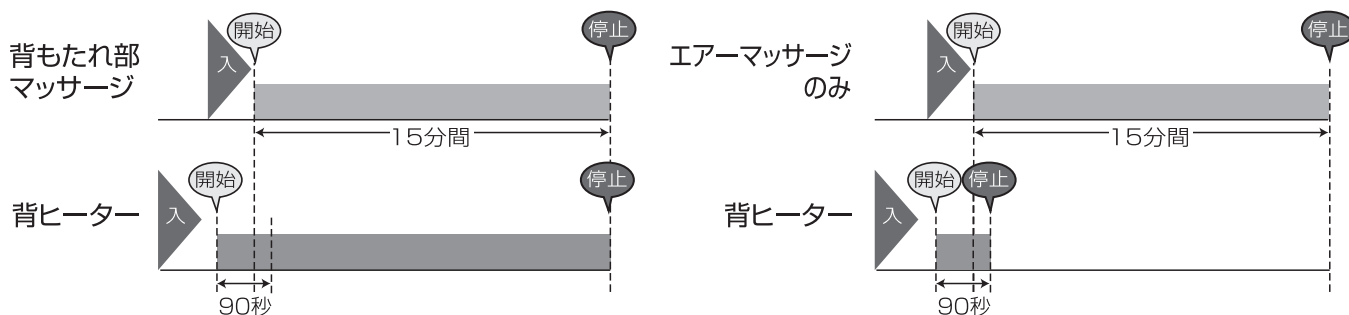 背もたれ部
マッサージ
入
開始
停止
15分間
背ヒーター
入
開始
停止
90秒
エアーマッサージ
のみ
入
開始
停止
15分間
背ヒーター
入
開始
停止
90秒